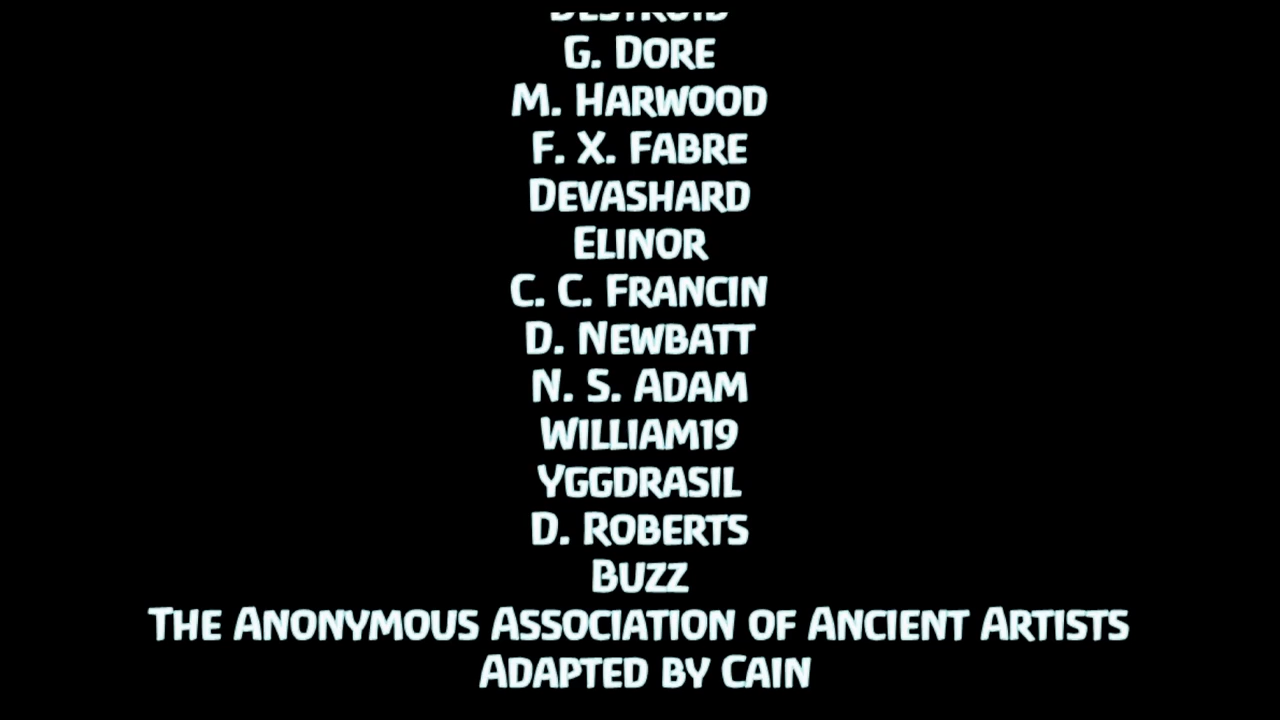 G. Dore
M. Harwood
F. X. Fabre
Devashard
Elinor
C. C. Francin
D. Newbatt
N. S. Adam
William19
Yggdrasil
D. Roberts
Buzz
The Anonymous Association of Ancient Artists
Adapted by Cain